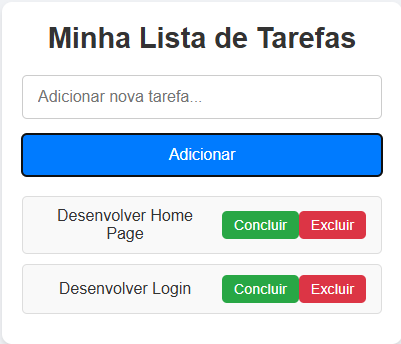 Minha Lista de Tarefas
Adicionar nova tarefa...
Adicionar
Desenvolver Home
Page
Concluir Excluir
Desenvolver Login Concluir Excluir